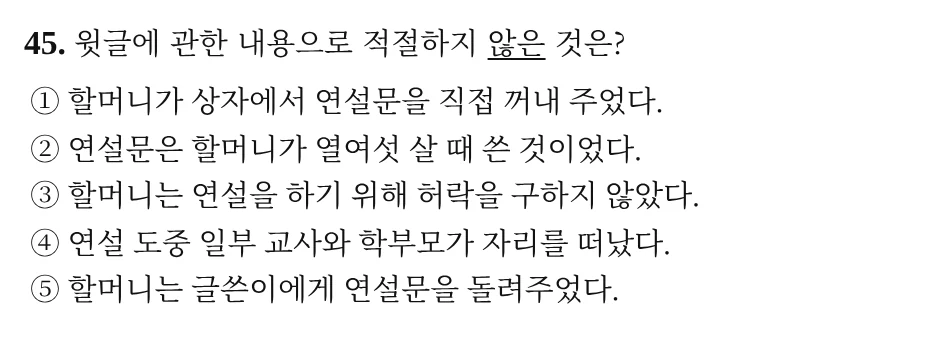 45. 윗글에 관한 내용으로 적절하지 않은 것은?
① 할머니가 상자에서 연설문을 직접 꺼내 주었다.
② 연설문은 할머니가 열여섯 살 때 쓴 것이었다.
③ 할머니는 연설을 하기 위해 허락을 구하지 않았다.
④ 연설 도중 일부 교사와 학부모가 자리를 떠났다.
⑤ 할머니는 글쓴이에게 연설문을 돌려주었다.